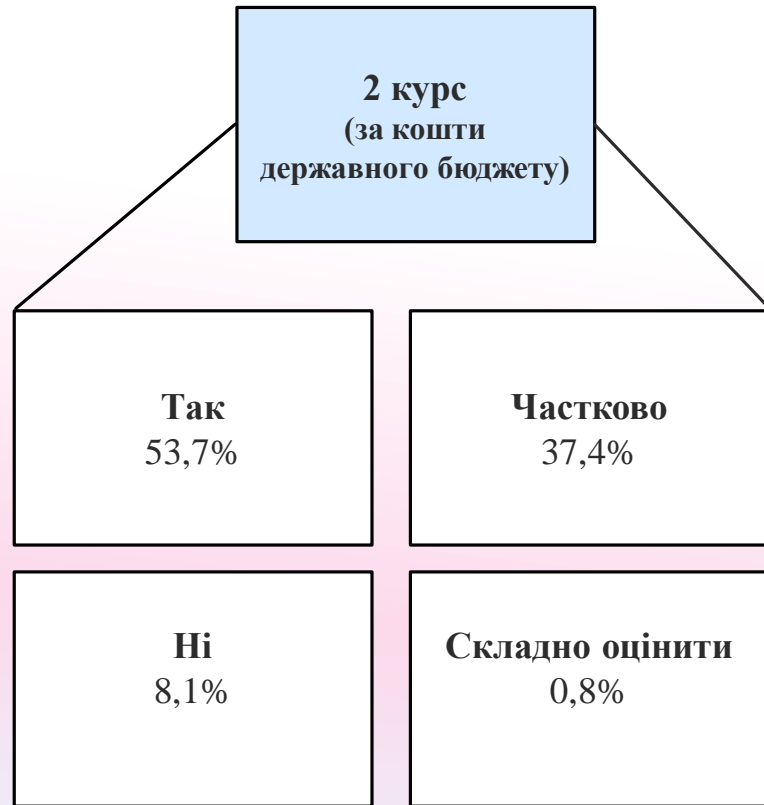 2 курс
(за кошти
державного бюджету)
Так
53,7%
Частково
37,4%
Ні
8,1%
Складно оцінити
0,8%